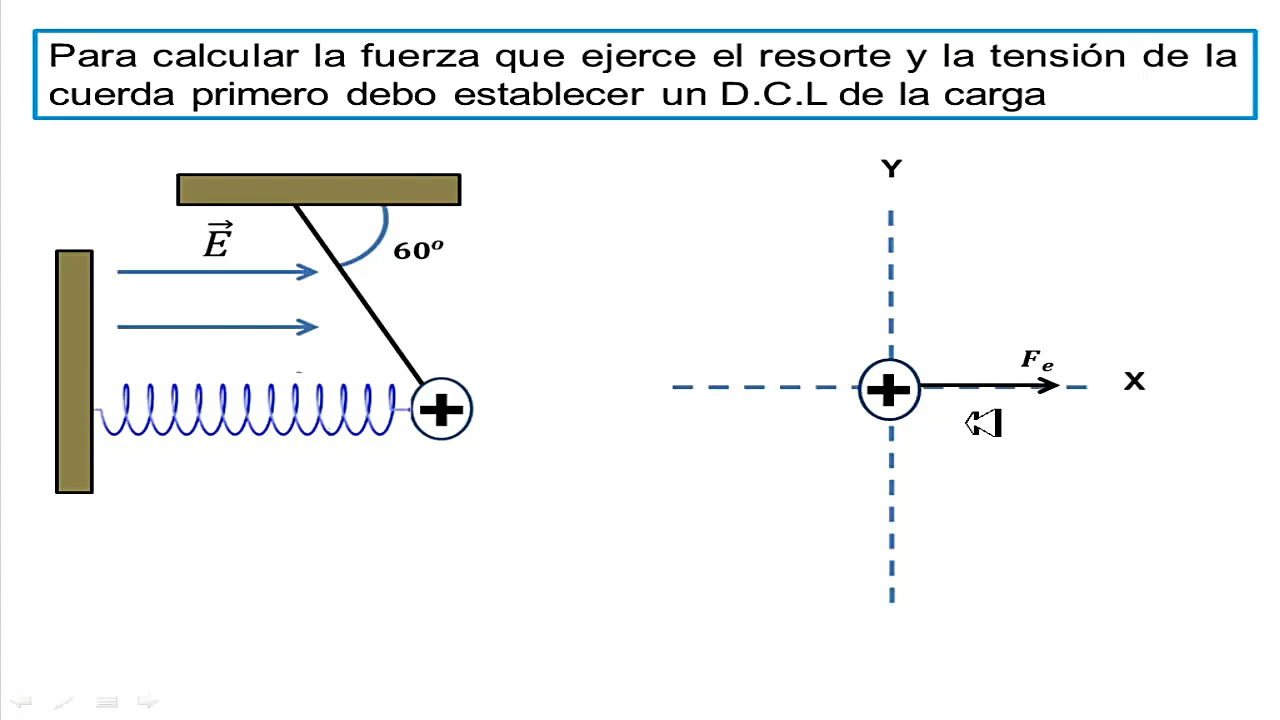 Para calcular la fuerza que ejerce el resorte y la tensión de la
cuerda primero debo establecer un D.C.L de la carga
Y
E
60º
Fe
X